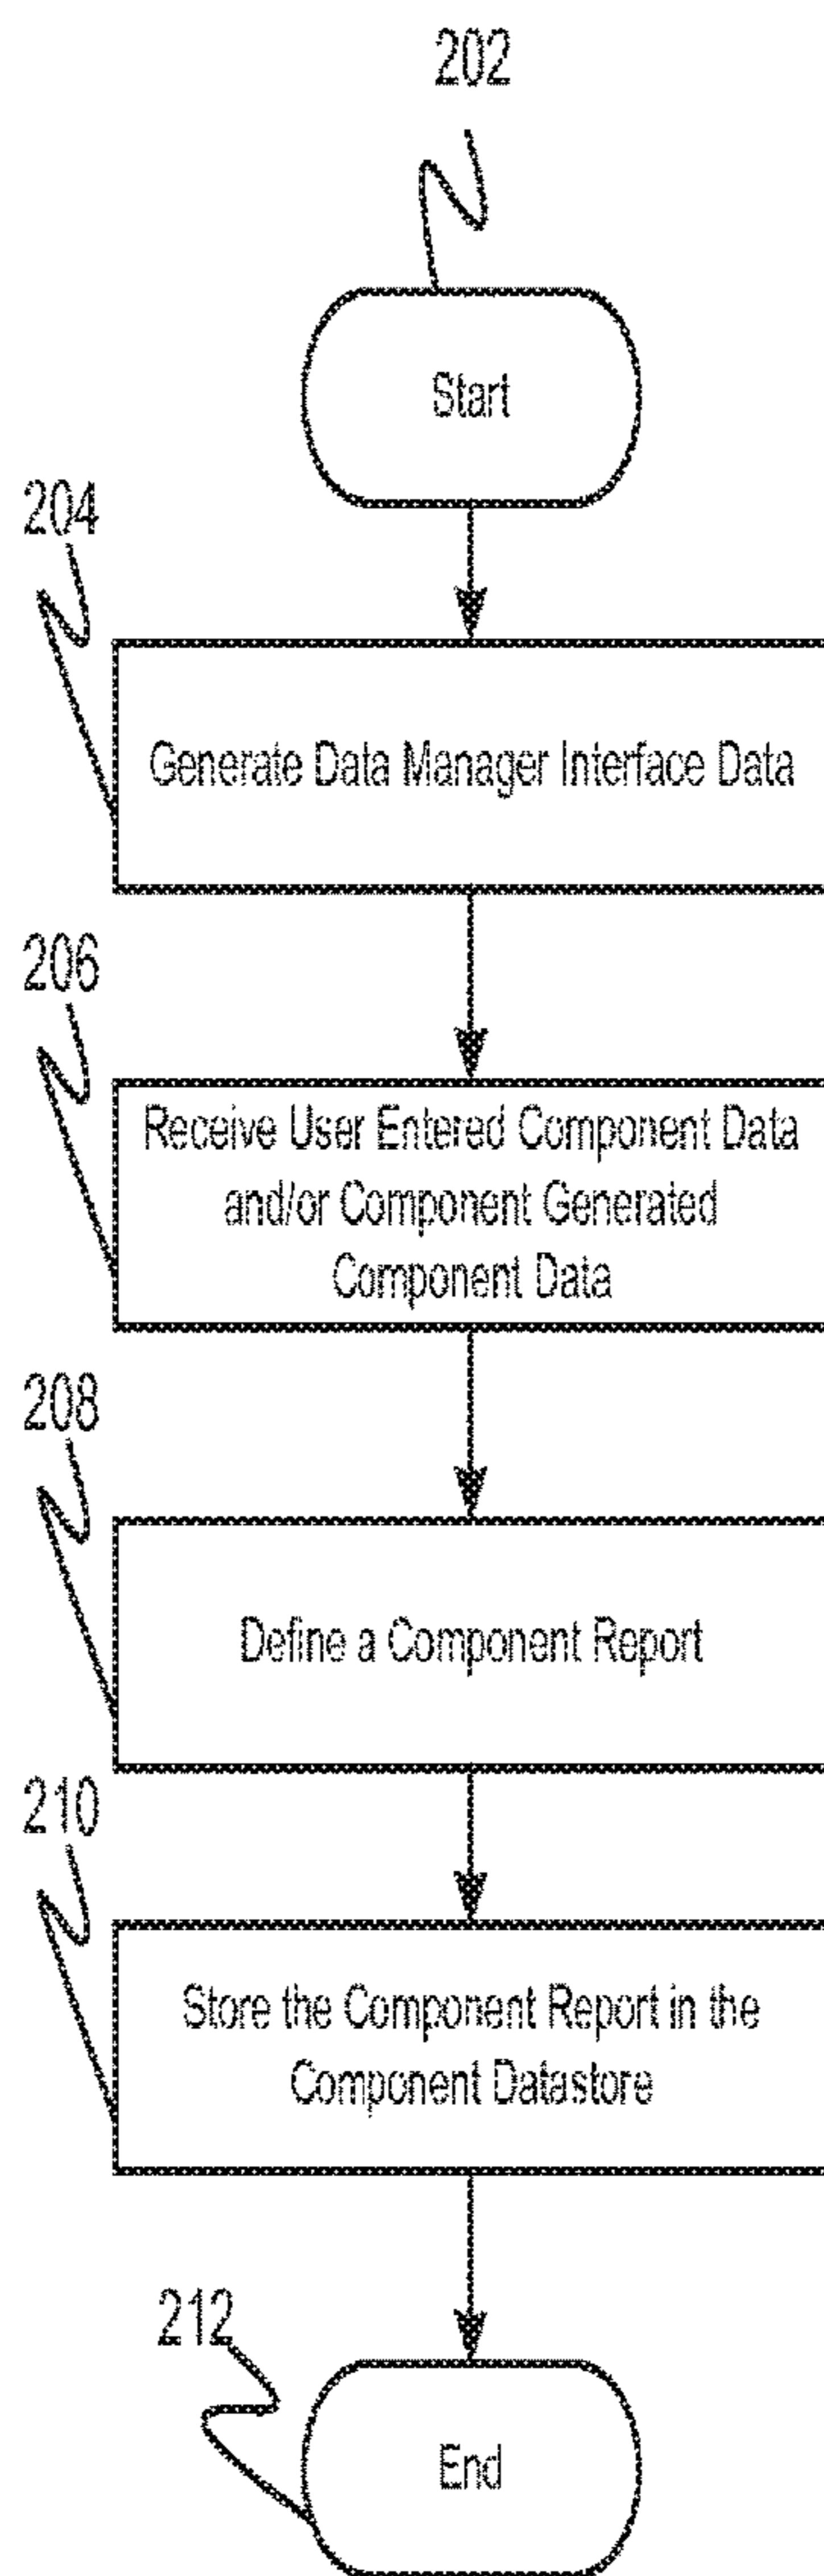 202
Start
204
Generate Data Manager Interface Data
206
Receive User Entered Component Data
and/or Component Generated
Component Data
208
Define a Component Report
210
Store the Component Report in the
Component Datastore
212
End